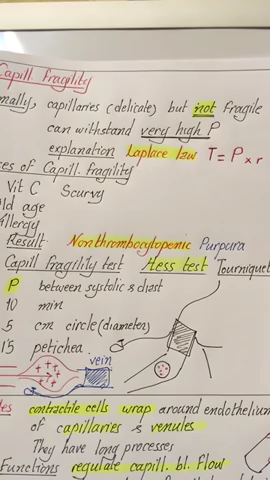 Capill. fragility
mally, capillaries (delicate) but not fragile
can withstand very high P
explanation Laplace law T = P x r
ces of Capill. fragility
Vit C Scurvy
ld age
llergy
Result Nonthrombocytopenic Purpura
Capill fragility test Hess test Tourniquet
P between systolic & diast
10 min
5 cm circle (diameter)
15 petichea
vein
tes contractile cells wrap around endothelium
of capillaries & venules
They have long processes
Functions regulate capill. bl. flow